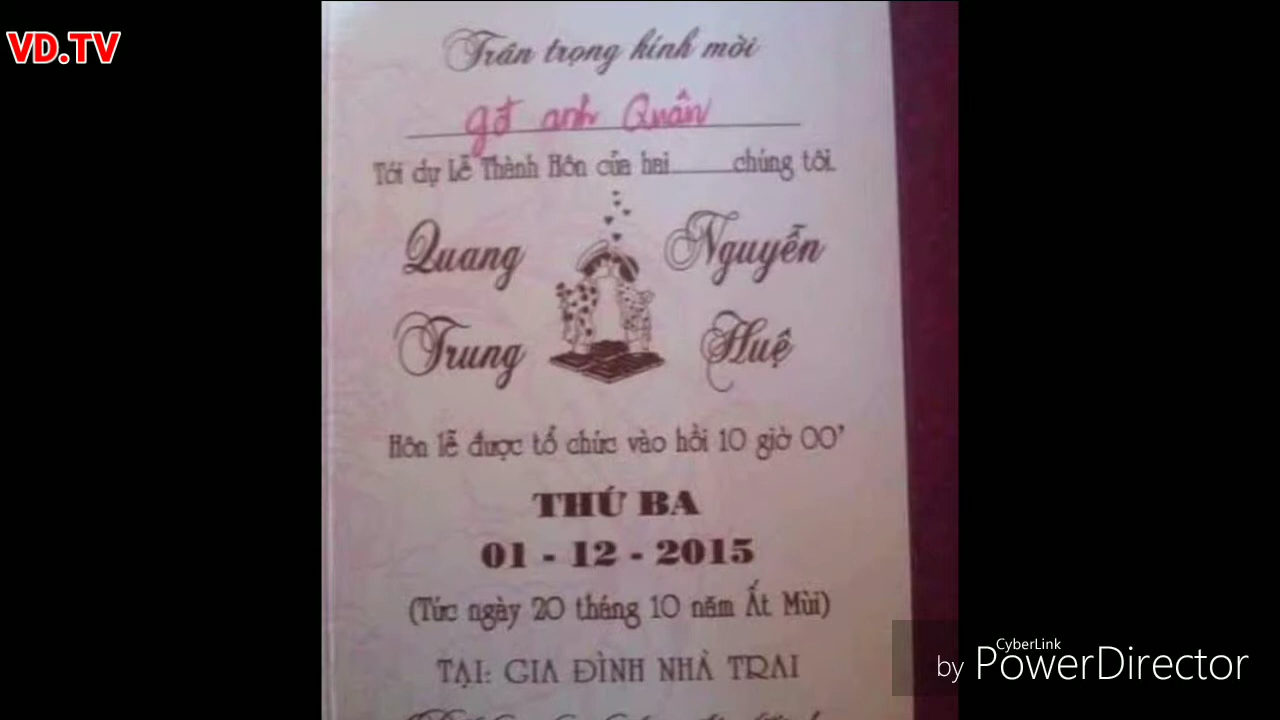 VD.TV
Trân trọng kính mời
gđ anh Quân
Tới dự Lễ Thành Hôn của hai____chúng tôi.
Quang Nguyễn
Trung Huệ
Hôn lễ được tổ chức vào hồi 10 giờ 00'
THỨ BA
01 - 12 - 2015
(Tức ngày 20 tháng 10 năm Ất Mùi)
TẠI: GIA ĐÌNH NHÀ TRAI
by CyberLink PowerDirector